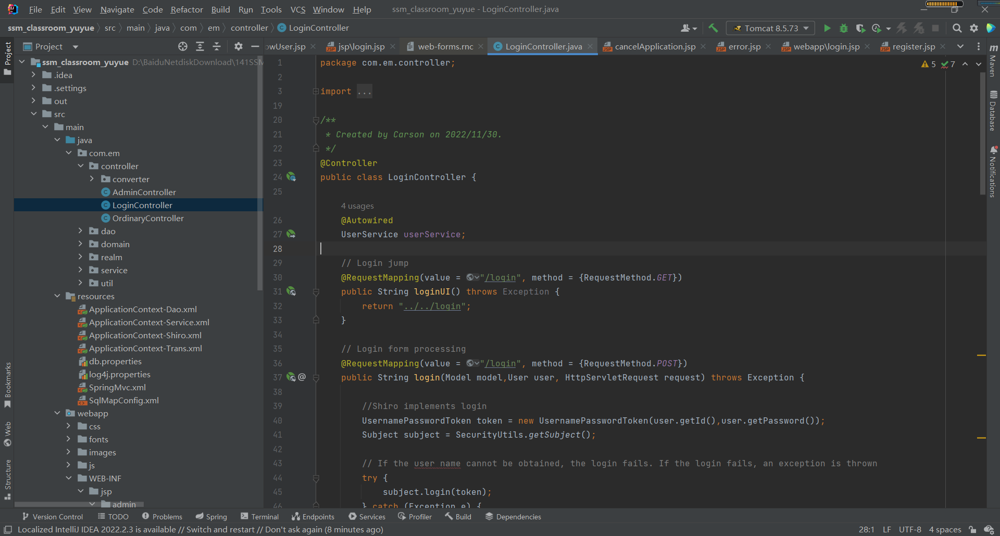 File Edit View Navigate Code Refactor Build Run Tools VCS Window Help ssm_classroom_yuyue - LoginController.java
ssm_classroom_yuyue src main java com em controller LoginController Tomcat 8.5.73
Project
owUser.jsp jsp\login.jsp web-forms.rnc LoginController.java cancelApplication.jsp error.jsp webapp\login.jsp register.jsp
ssm_classroom_yuyue D:\BaiduNetdiskDownload\141SSM
.idea
.settings
out
src
main
java
com.em
controller
converter
AdminController
LoginController
OrdinaryController
dao
domain
realm
service
util
resources
ApplicationContext-Dao.xml
ApplicationContext-Service.xml
ApplicationContext-Shiro.xml
ApplicationContext-Trans.xml
db.properties
log4j.properties
SpringMvc.xml
SqlMapConfig.xml
webapp
css
fonts
images
js
WEB-INF
jsp
admin
5 7
1 package com.em.controller;
2
3 import ...
19
20 /**
21 * Created by Carson on 2022/11/30.
22 */
23 @Controller
24 public class LoginController {
25
4 usages
26 @Autowired
27 UserService userService;
28
29 // Login jump
30 @RequestMapping(value = "/login", method = {RequestMethod.GET})
31 public String loginUI() throws Exception {
32 return "../../login";
33 }
34
35 // Login form processing
36 @RequestMapping(value = "/login", method = {RequestMethod.POST})
37 @ public String login(Model model,User user, HttpServletRequest request) throws Exception {
38
39 //Shiro implements login
40 UsernamePasswordToken token = new UsernamePasswordToken(user.getId(),user.getPassword());
41 Subject subject = SecurityUtils.getSubject();
42
43 // If the user name cannot be obtained, the login fails. If the login fails, an exception is thrown
44 try {
45 subject.login(token);
46 } catch (Exception e) {
Project
Bookmarks
Web
Structure
m
Maven
Database
Notifications
Version Control TODO Problems Spring Terminal Endpoints Services Profiler Build Dependencies
Localized IntelliJ IDEA 2022.2.3 is available // Switch and restart // Don't ask again (8 minutes ago) 28:1 LF UTF-8 4 spaces